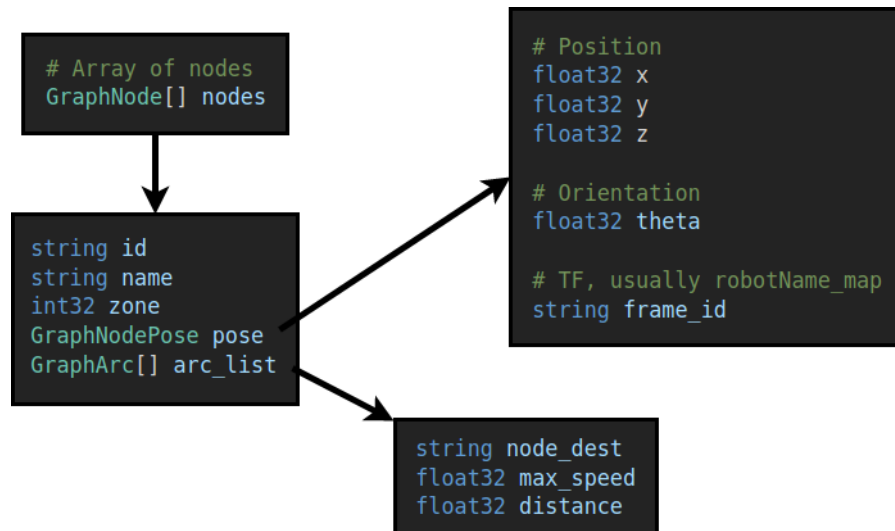 # Array of nodes
GraphNode[] nodes
string id
string name
int32 zone
GraphNodePose pose
GraphArc[] arc_list
# Position
float32 x
float32 y
float32 z
# Orientation
float32 theta
# TF, usually robotName_map
string frame_id
string node_dest
float32 max_speed
float32 distance